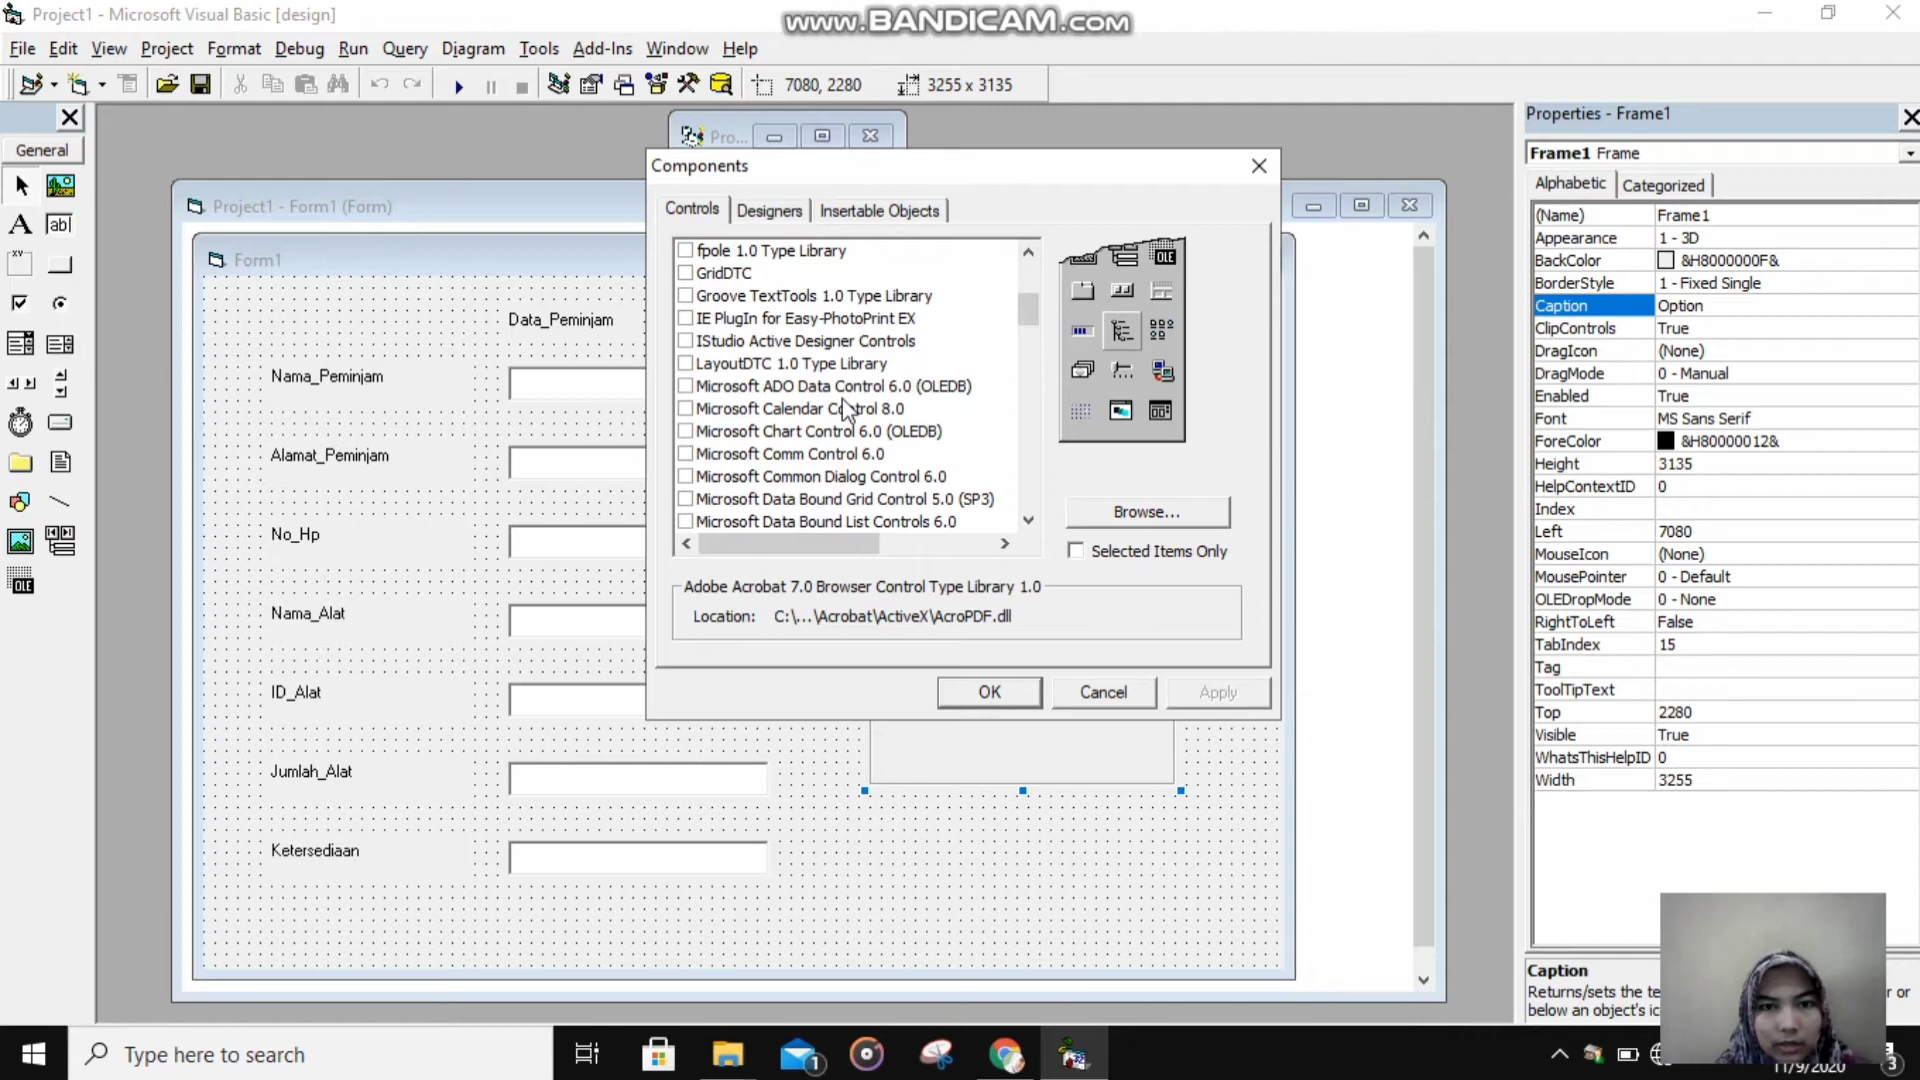 Project1 - Microsoft Visual Basic [design]
www.BANDICAM.com
File Edit View Project Format Debug Run Query Diagram Tools Add-Ins Window Help
7080, 2280
3255 x 3135
General
Pro...
Project1 - Form1 (Form)
Form1
Data_Peminjam
Nama_Peminjam
Alamat_Peminjam
No_Hp
Nama_Alat
ID_Alat
Jumlah_Alat
Ketersediaan
Components
Controls Designers Insertable Objects
fpole 1.0 Type Library
GridDTC
Groove TextTools 1.0 Type Library
IE PlugIn for Easy-PhotoPrint EX
IStudio Active Designer Controls
LayoutDTC 1.0 Type Library
Microsoft ADO Data Control 6.0 (OLEDB)
Microsoft Calendar Control 8.0
Microsoft Chart Control 6.0 (OLEDB)
Microsoft Comm Control 6.0
Microsoft Common Dialog Control 6.0
Microsoft Data Bound Grid Control 5.0 (SP3)
Microsoft Data Bound List Controls 6.0
OLE
Browse...
Selected Items Only
Adobe Acrobat 7.0 Browser Control Type Library 1.0
Location: C:\...\Acrobat\ActiveX\AcroPDF.dll
OK Cancel Apply
Properties - Frame1
Frame1 Frame
Alphabetic Categorized
(Name) Frame1
Appearance 1 - 3D
BackColor &H8000000F&
BorderStyle 1 - Fixed Single
Caption Option
ClipControls True
DragIcon (None)
DragMode 0 - Manual
Enabled True
Font MS Sans Serif
ForeColor &H80000012&
Height 3135
HelpContextID 0
Index
Left 7080
MouseIcon (None)
MousePointer 0 - Default
OLEDropMode 0 - None
RightToLeft False
TabIndex 15
Tag
ToolTipText
Top 2280
Visible True
WhatsThisHelpID 0
Width 3255
Caption
Returns/sets the te
r or
below an object's ic
Type here to search
1
11/9/2020
3